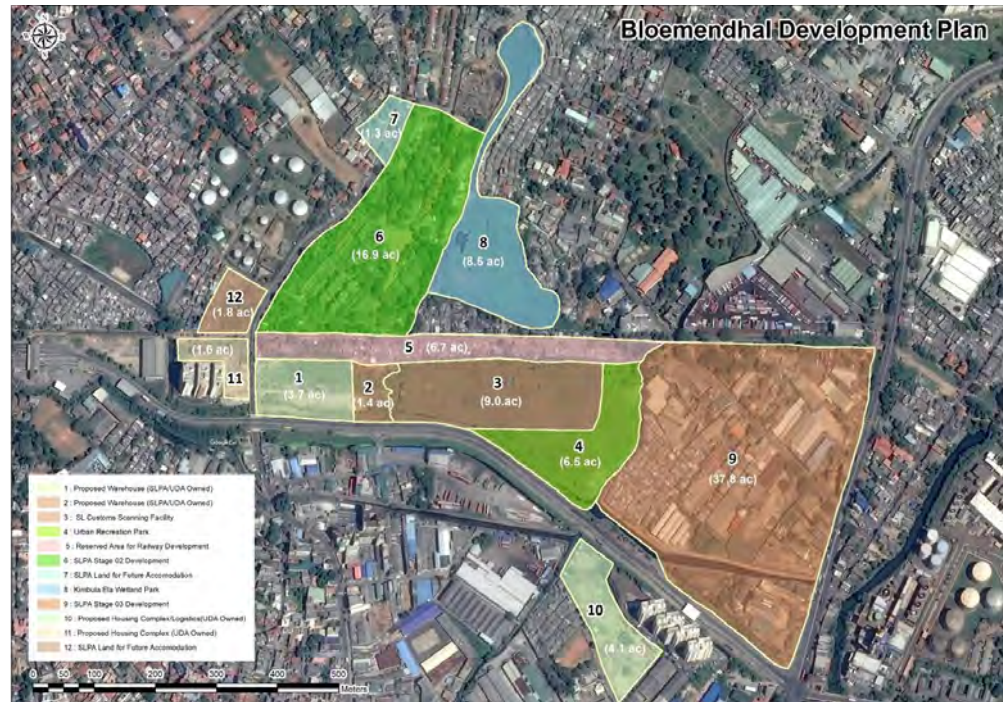 Bloemendhal Development Plan
7
(1.3 ac)
6
(16.9 ac)
8
(8.5 ac)
12
(1.8 ac)
5
(6.7 ac)
(1.6 ac)
11
1
(3.7 ac)
2
(1.4 ac)
3
(9.0.ac)
4
(6.5 ac)
9
(37.8 ac)
10
(4.1 ac)
1 : Proposed Warehouse (SLPA/UDA Owned)
2 : Proposed Warehouse (SLPA/UDA Owned)
3 : SL Customs Scanning Facility
4 : Urban Recreation Park
5 : Reserved Area for Railway Development
6 : SLPA Stage 02 Development
7 : SLPA Land for Future Accomodation
8 : Kimbula Ela Wetland Park
9 : SLPA Stage 03 Development
10 : Proposed Housing Complex/Logistics(UDA Owned)
11 : Proposed Housing Complex (UDA Owned)
12 : SLPA Land for Future Accomodation
0 100 200 300 400 500
Meters